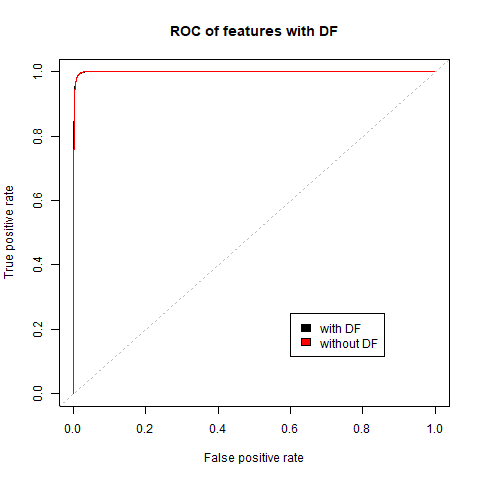 ROC of features with DF
True positive rate
1.0
0.8
0.6
0.4
0.2
0.0
with DF
without DF
0.0 0.2 0.4 0.6 0.8 1.0
False positive rate